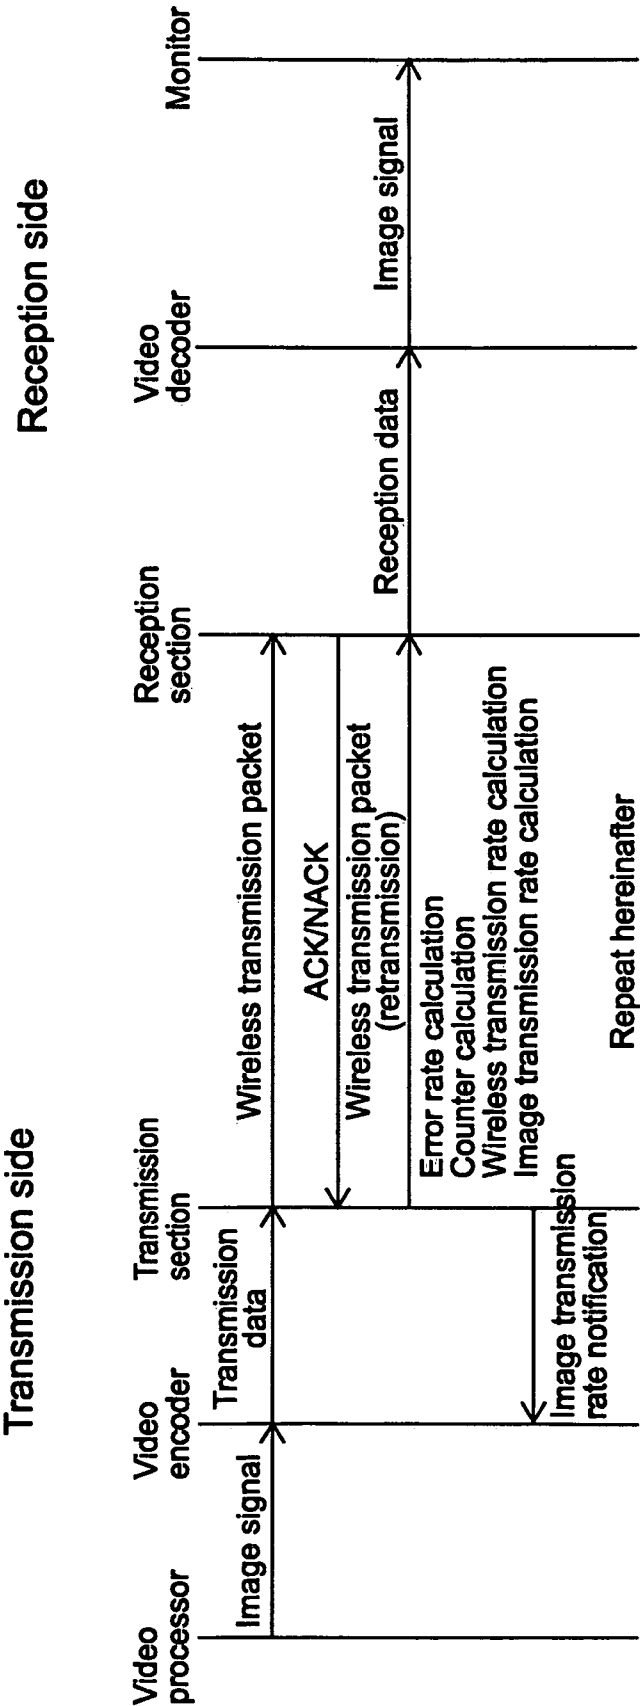 Transmission side
Reception side
Video
processor
Video
encoder
Transmission
section
Reception
section
Video
decoder
Monitor
Image signal
Transmission
data
Wireless transmission packet
ACK/NACK
Wireless transmission packet
(retransmission)
Reception data
Image signal
Error rate calculation
Counter calculation
Wireless transmission rate calculation
Image transmission rate calculation
Image transmission
rate notification
Repeat hereinafter